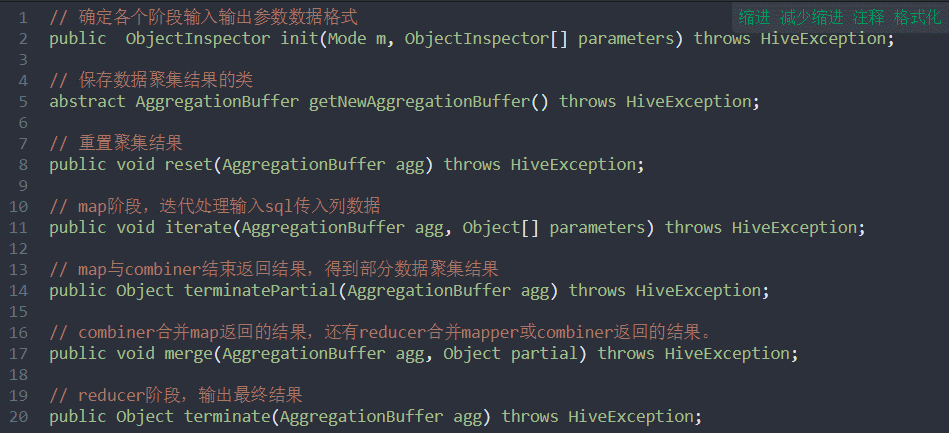 缩进 减少缩进 注释 格式化
1 // 确定各个阶段输入输出参数数据格式
2 public  ObjectInspector init(Mode m, ObjectInspector[] parameters) throws HiveException;
3
4 // 保存数据聚集结果的类
5 abstract AggregationBuffer getNewAggregationBuffer() throws HiveException;
6
7 // 重置聚集结果
8 public void reset(AggregationBuffer agg) throws HiveException;
9
10 // map阶段，迭代处理输入sql传入列数据
11 public void iterate(AggregationBuffer agg, Object[] parameters) throws HiveException;
12
13 // map与combiner结束返回结果，得到部分数据聚集结果
14 public Object terminatePartial(AggregationBuffer agg) throws HiveException;
15
16 // combiner合并map返回的结果，还有reducer合并mapper或combiner返回的结果。
17 public void merge(AggregationBuffer agg, Object partial) throws HiveException;
18
19 // reducer阶段，输出最终结果
20 public Object terminate(AggregationBuffer agg) throws HiveException;